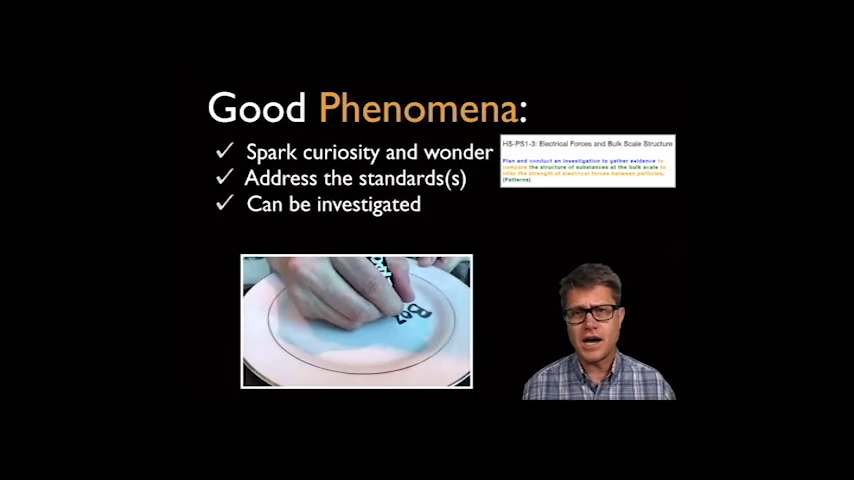 Good Phenomena:
✓ Spark curiosity and wonder
✓ Address the standards(s)
✓ Can be investigated
HS-PS1-3: Electrical Forces and Bulk Scale Structure
Plan and conduct an investigation to gather evidence to
compare the structure of substances at the bulk scale to
infer the strength of electrical forces between particles.
(Patterns)